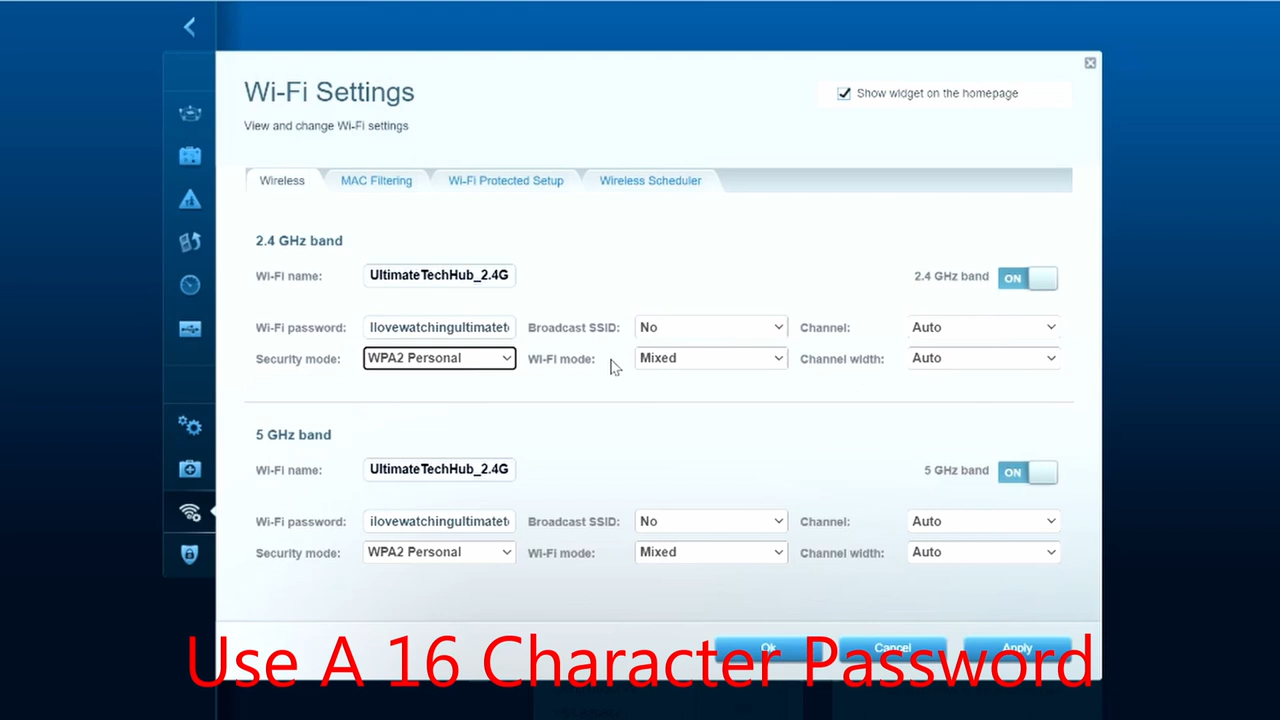 Wi-Fi Settings
Show widget on the homepage
View and change Wi-Fi settings
Wireless MAC Filtering Wi-Fi Protected Setup Wireless Scheduler
2.4 GHz band
Wi-Fi name: UltimateTechHub_2.4G 2.4 GHz band ON
Wi-Fi password: Ilovewatchingultimatet Broadcast SSID: No Channel: Auto
Security mode: WPA2 Personal Wi-Fi mode: Mixed Channel width: Auto
5 GHz band
Wi-Fi name: UltimateTechHub_2.4G 5 GHz band ON
Wi-Fi password: ilovewatchingultimatet Broadcast SSID: No Channel: Auto
Security mode: WPA2 Personal Wi-Fi mode: Mixed Channel width: Auto
Ok Cancel Apply
Use A 16 Character Password